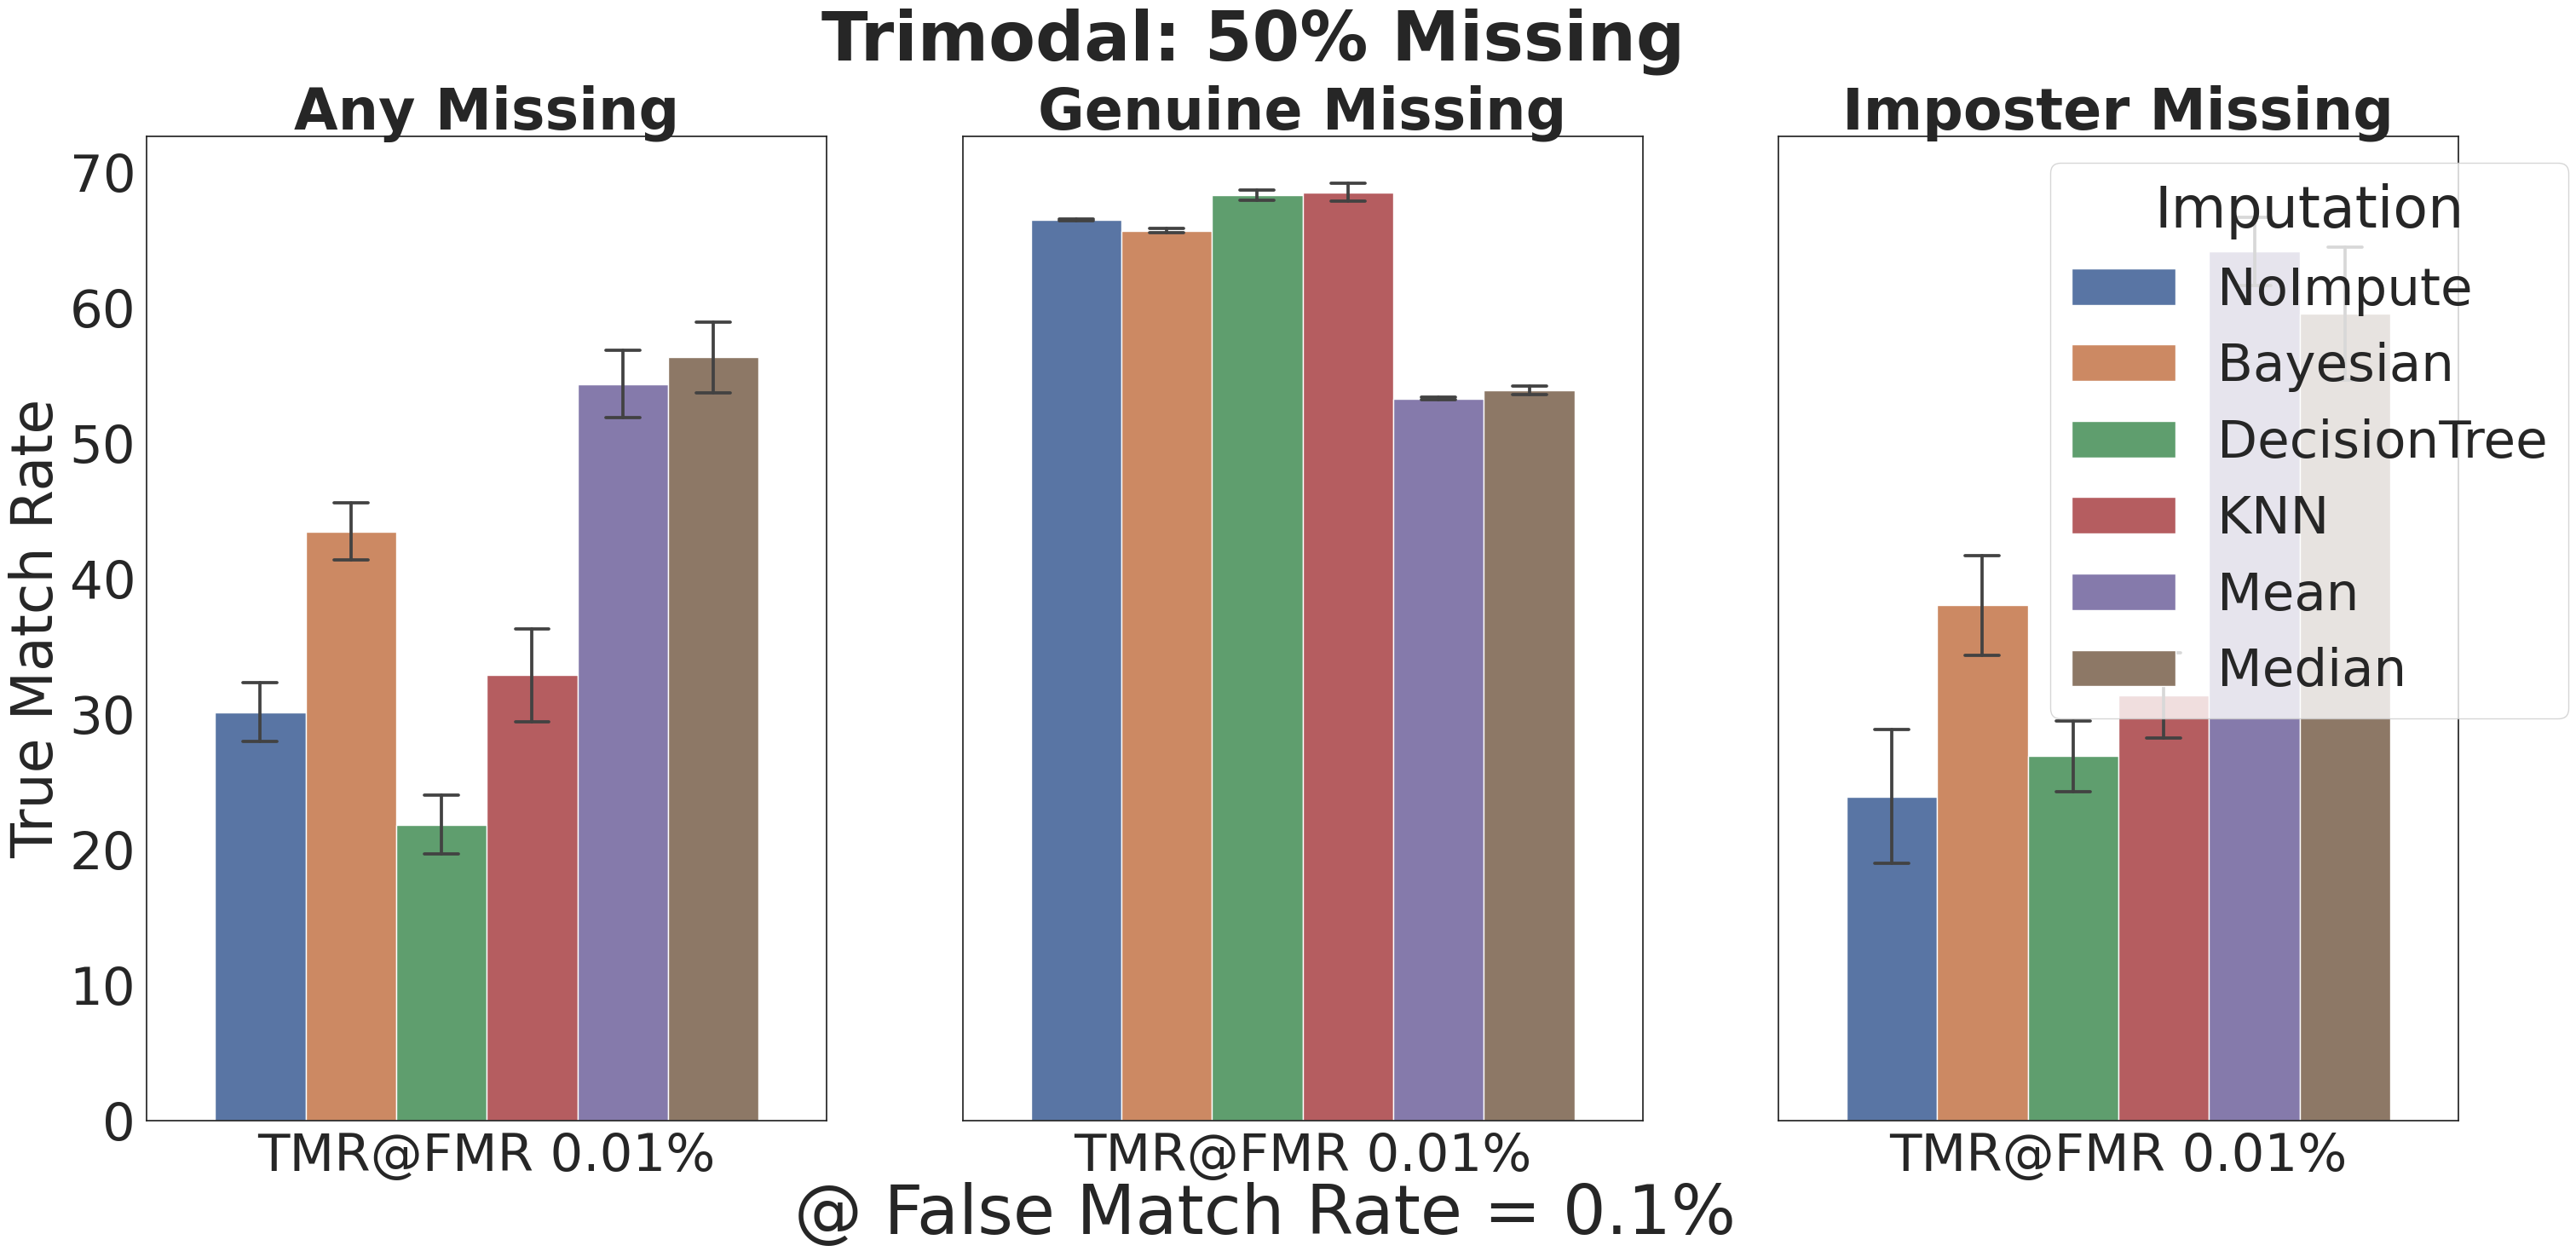 Trimodal: 50% Missing
Any Missing
Genuine Missing
Imposter Missing
True Match Rate
70
60
50
40
30
20
10
0
Imputation
NoImpute
Bayesian
DecisionTree
KNN
Mean
Median
TMR@FMR 0.01%
TMR@FMR 0.01%
TMR@FMR 0.01%
@ False Match Rate = 0.1%